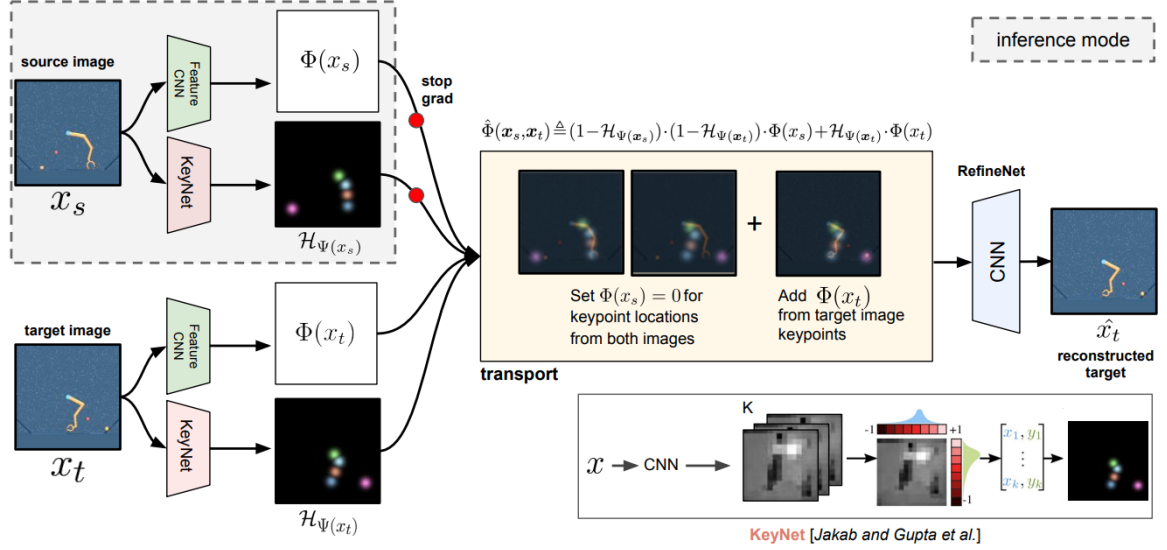 source image
x_s
Feature
CNN
KeyNet
Φ(x_s)
H_Ψ(x_s)
stop
grad
target image
x_t
Feature
CNN
KeyNet
Φ(x_t)
H_Ψ(x_t)
Φ̂(x_s,x_t)≜(1−H_Ψ(x_s))·(1−H_Ψ(x_t))·Φ(x_s)+H_Ψ(x_t)·Φ(x_t)
+
Set Φ(x_s) = 0 for
keypoint locations
from both images
Add Φ(x_t)
from target image
keypoints
transport
inference mode
RefineNet
CNN
x̂_t
reconstructed
target
x
CNN
K
-1
+1
+1
-1
x_1, y_1
⋮
x_k, y_k
KeyNet [Jakab and Gupta et al.]